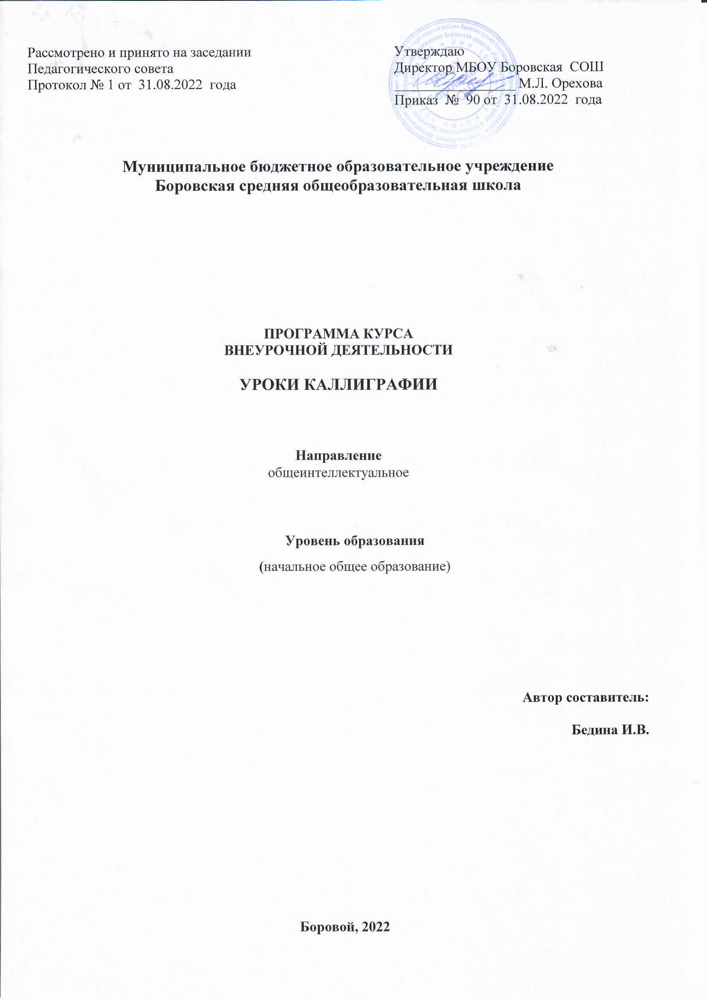 Рассмотрено и принято на заседании
Педагогического совета
Протокол № 1 от 31.08.2022 года
Утверждаю
Директор МБОУ Боровская СОШ
М.Л. Орехова
Приказ № 90 от 31.08.2022 года
Муниципальное бюджетное образовательное учреждение
Боровская средняя общеобразовательная школа
ПРОГРАММА КУРСА
ВНЕУРОЧНОЙ ДЕЯТЕЛЬНОСТИ
УРОКИ КАЛЛИГРАФИИ
Направление
общеинтеллектуальное
Уровень образования
(начальное общее образование)
Автор составитель:
Бедина И.В.
Боровой, 2022